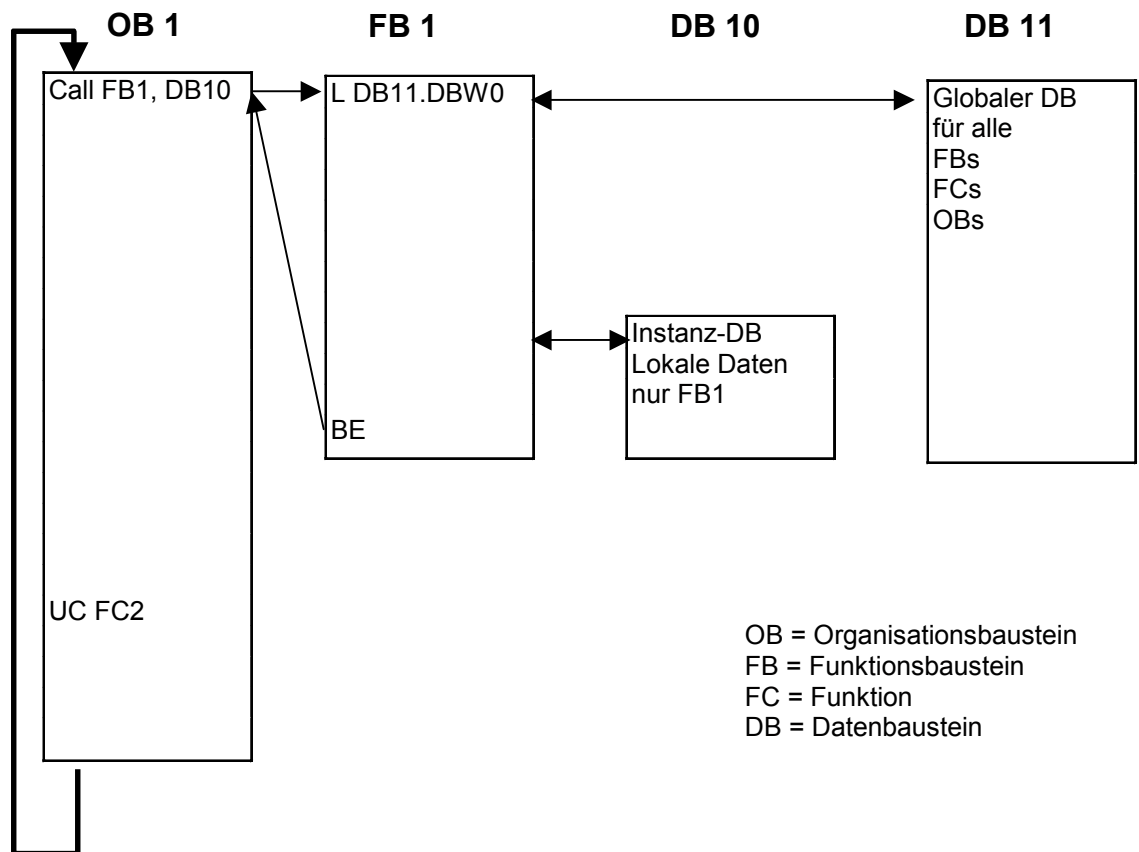 OB 1
FB 1
DB 10
DB 11
Call FB1, DB10
L DB11.DBW0
Globaler DB
für alle
FBs
FCs
OBs
Instanz-DB
Lokale Daten
nur FB1
BE
UC FC2
OB = Organisationsbaustein
FB = Funktionsbaustein
FC = Funktion
DB = Datenbaustein